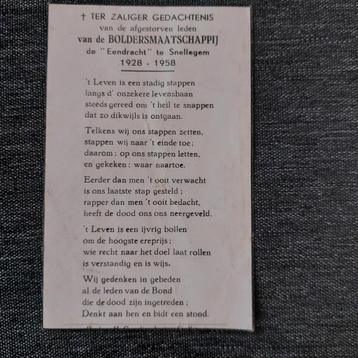 ✝ TER ZALIGER GEDACHTENIS
van de afgestorven leden
van de BOLDERSMAATSCHAPPIJ
de "Eendracht" te Snellegem
1928 - 1958
't Leven is een stadig stappen
langs d' onzekere levensbaan
steeds gereed om 't heil te snappen
dat zo dikwijls is ontgaan.
Telkens wij ons stappen zetten,
stappen wij naar 't einde toe;
daarom; op ons stappen letten,
en gekeken: waar naartoe.
Eerder dan men 't ooit verwacht
is ons laatste stap gesteld;
rapper dan men 't ooit bedacht,
heeft de dood ons ons neergeveld.
't Leven is een ijvrig bollen
om de hoogste ereprijs;
wie recht naar het doel laat rollen
is verstandig en is wijs.
Wij gedenken in gebeden
al de leden van de Bond
die de dood zijn ingetreden;
Denkt aan hen en bidt een stond.